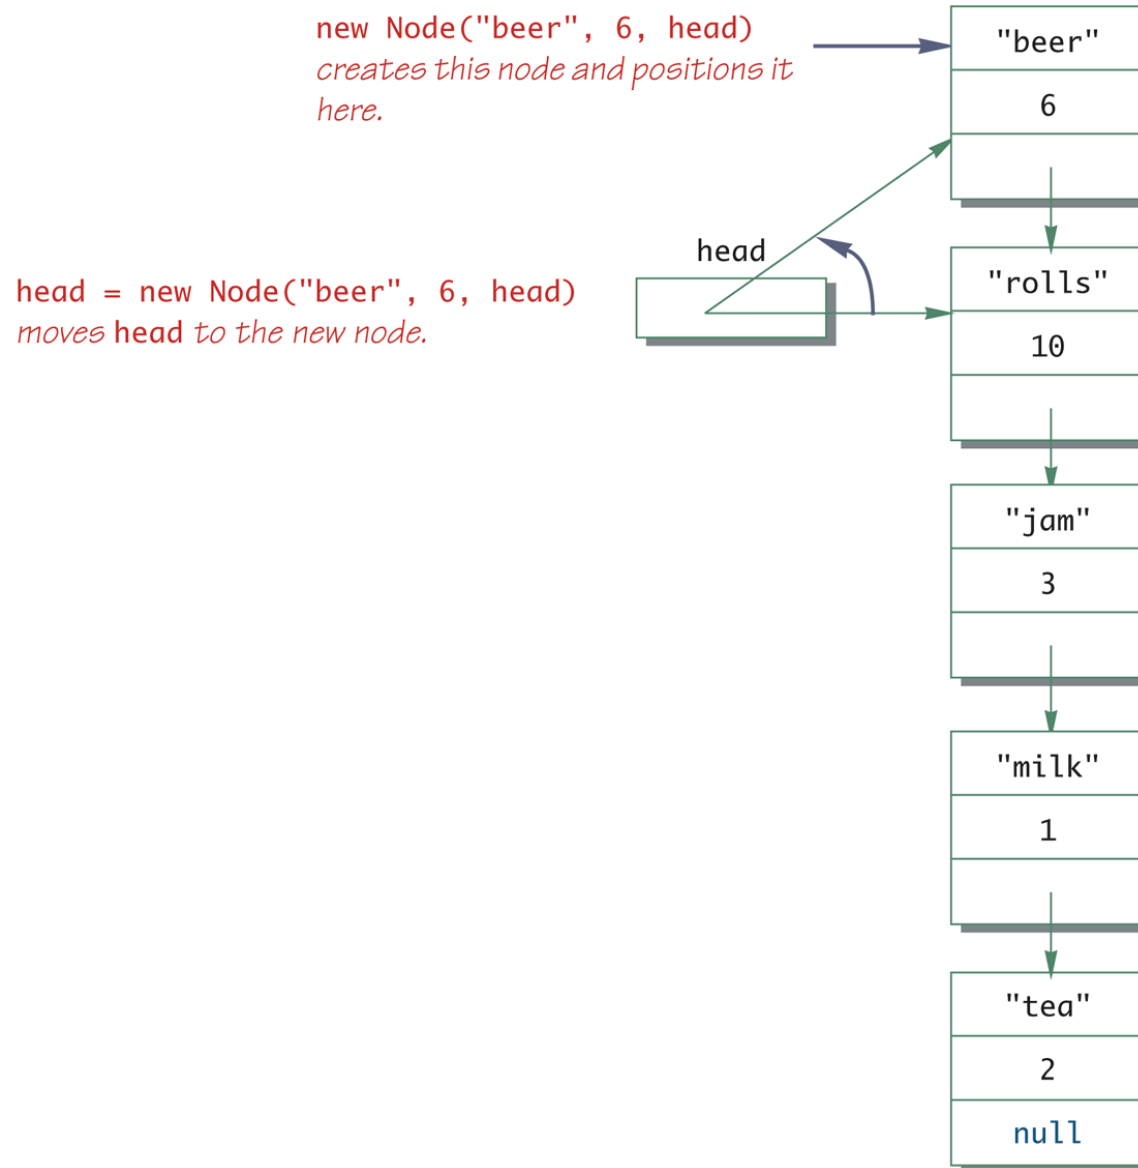 new Node("beer", 6, head)
creates this node and positions it
here.
"beer"
6
head
head = new Node("beer", 6, head)
moves head to the new node.
"rolls"
10
"jam"
3
"milk"
1
"tea"
2
null